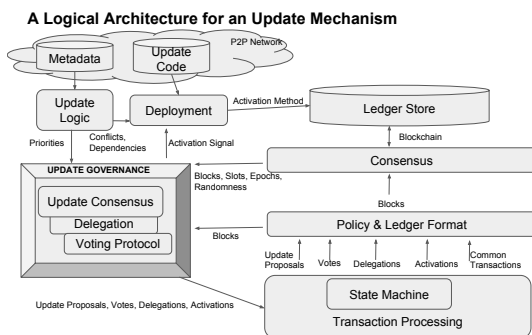 A Logical Architecture for an Update Mechanism
P2P Network
Metadata
Update
Code
Update
Logic
Deployment
Activation Method
Ledger Store
Conflicts,
Dependencies
Priorities
Activation Signal
Blockchain
UPDATE GOVERNANCE
Blocks, Slots, Epochs,
Randomness
Consensus
Update Consensus
Delegation
Voting Protocol
Blocks
Blocks
Policy & Ledger Format
Update
Proposals
Votes
Delegations
Activations
Common
Transactions
Update Proposals, Votes, Delegations, Activations
State Machine
Transaction Processing